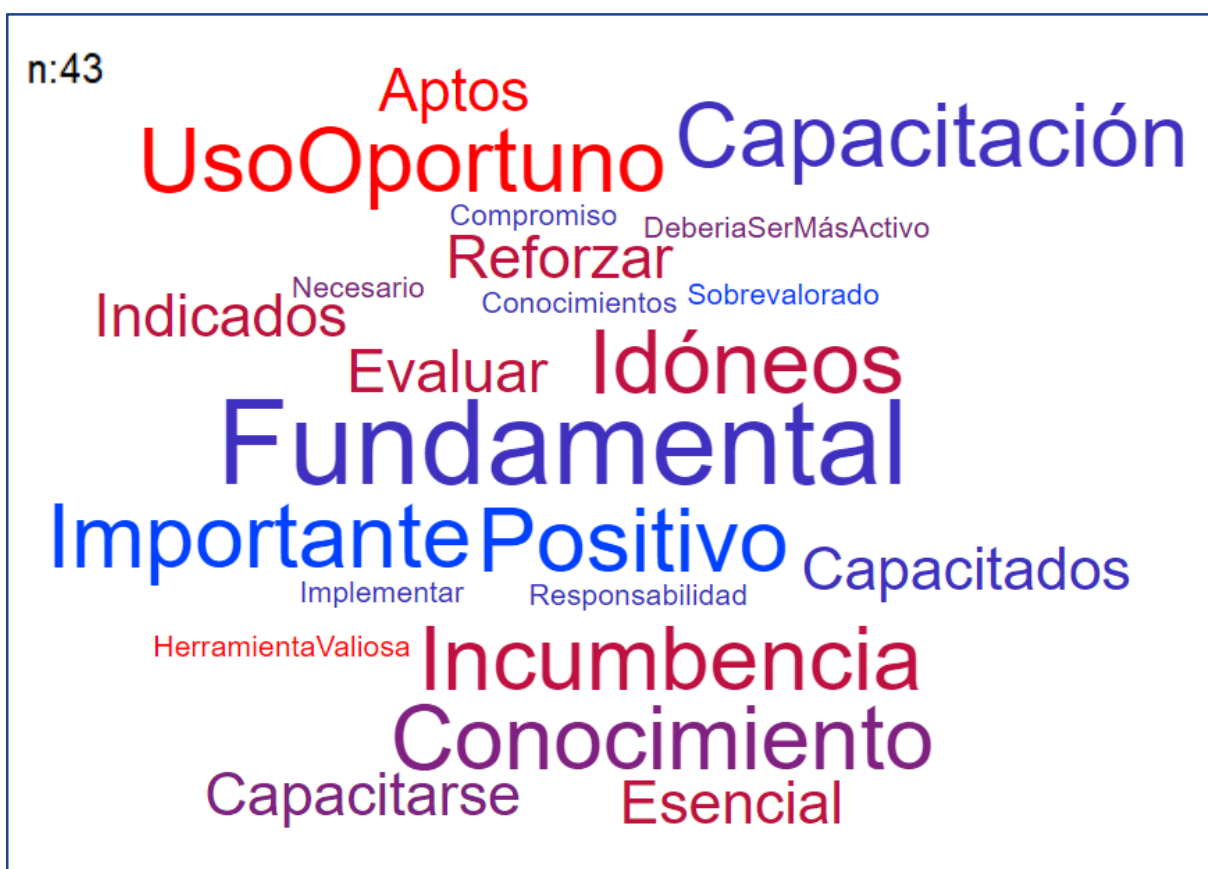 n:43
Aptos
UsoOportuno
Capacitación
Compromiso
DeberiaSerMásActivo
Reforzar
Necesario
Conocimientos
Sobrevalorado
Indicados
Evaluar
Idóneos
Fundamental
Importante
Positivo
Capacitados
Implementar
Responsabilidad
HerramientaValiosa
Incumbencia
Conocimiento
Capacitarse
Esencial